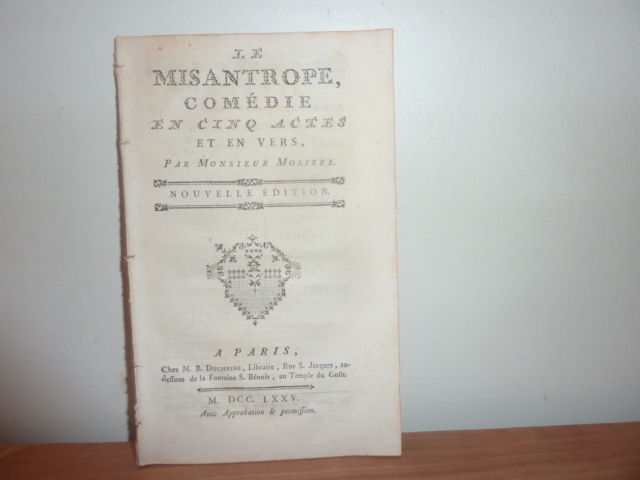 LE
MISANTROPE,
COMÉDIE
EN CINQ ACTES
ET EN VERS,
PAR MONSIEUR MOLIERE.
NOUVELLE ÉDITION.
A PARIS,
Chez N. B. DUCHESNE, Libraire, Rue S. Jacques, au-
dessous de la Fontaine S. Bénoît, au Temple du Goût.
M. DCC. LXXV.
Avec Approbation & permission.